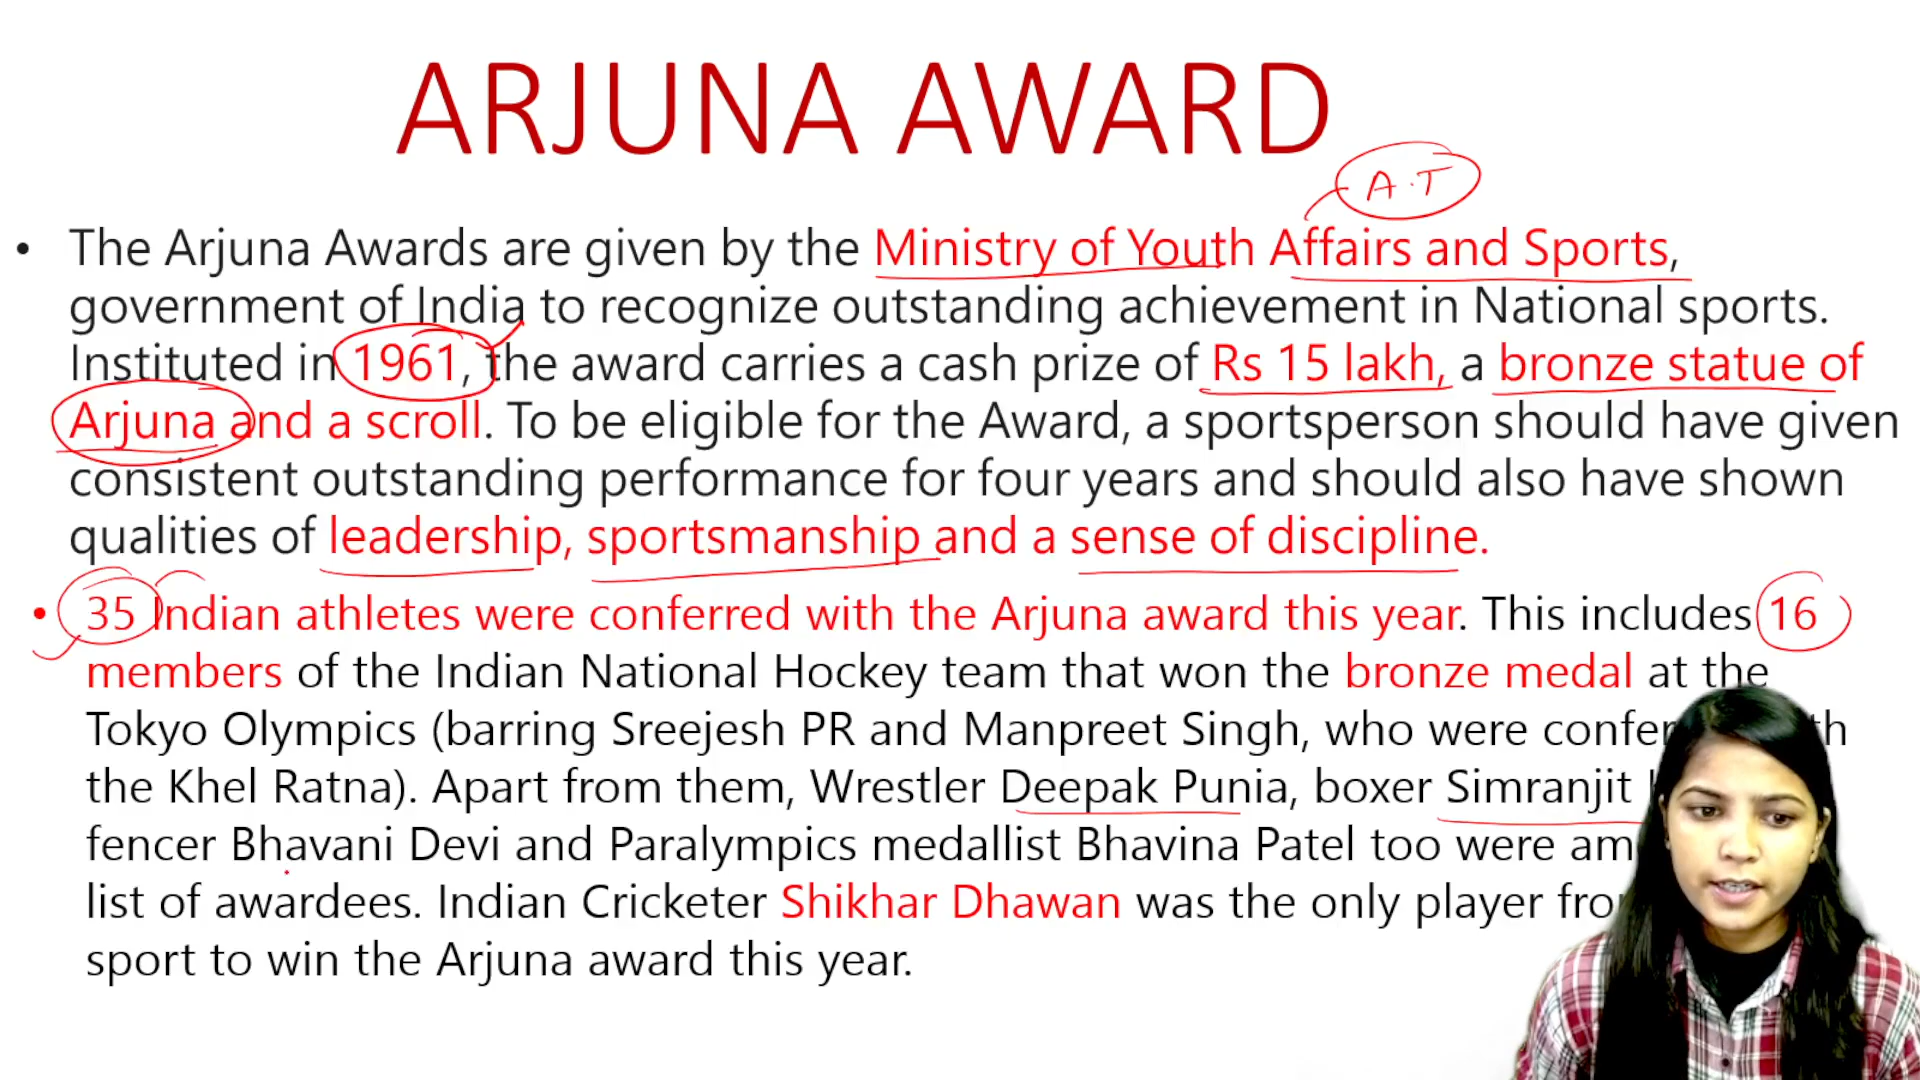 ARJUNA AWARD
A.T
• The Arjuna Awards are given by the Ministry of Youth Affairs and Sports,
government of India to recognize outstanding achievement in National sports.
Instituted in 1961, the award carries a cash prize of Rs 15 lakh, a bronze statue of
Arjuna and a scroll. To be eligible for the Award, a sportsperson should have given
consistent outstanding performance for four years and should also have shown
qualities of leadership, sportsmanship and a sense of discipline.
• 35 Indian athletes were conferred with the Arjuna award this year. This includes 16
members of the Indian National Hockey team that won the bronze medal at the
Tokyo Olympics (barring Sreejesh PR and Manpreet Singh, who were
the Khel Ratna). Apart from them, Wrestler Deepak Punia, boxer Simranjit
fencer Bhavani Devi and Paralympics medallist Bhavina Patel too were
list of awardees. Indian Cricketer Shikhar Dhawan was the only player
sport to win the Arjuna award this year.